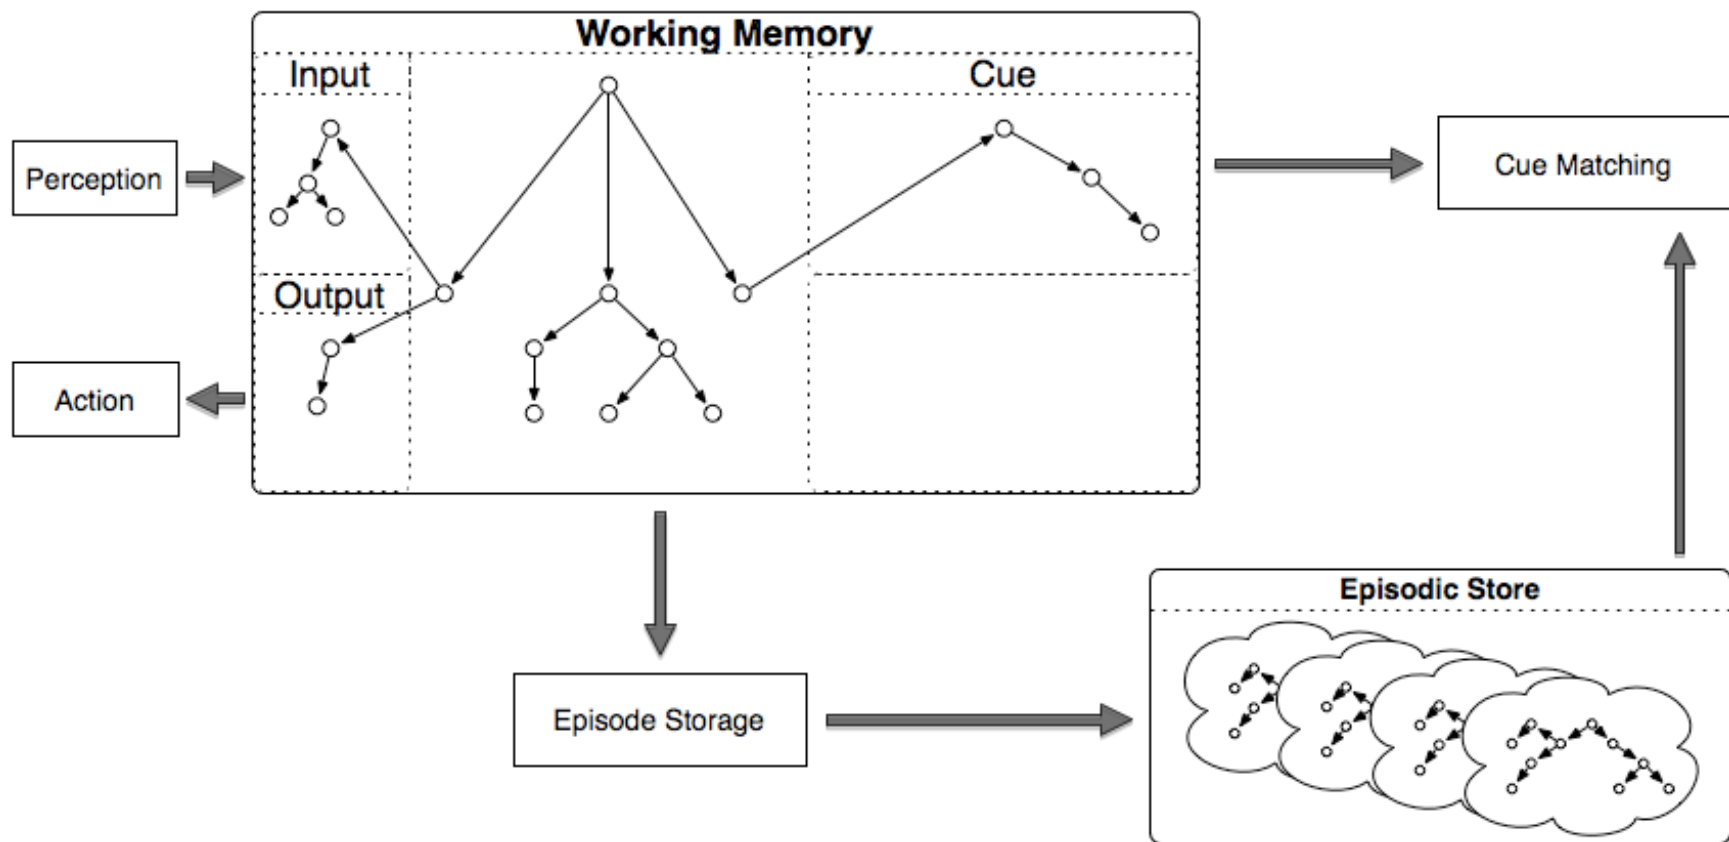 Working Memory
Input
Cue
Perception
Cue Matching
Output
Action
Episodic Store
Episode Storage